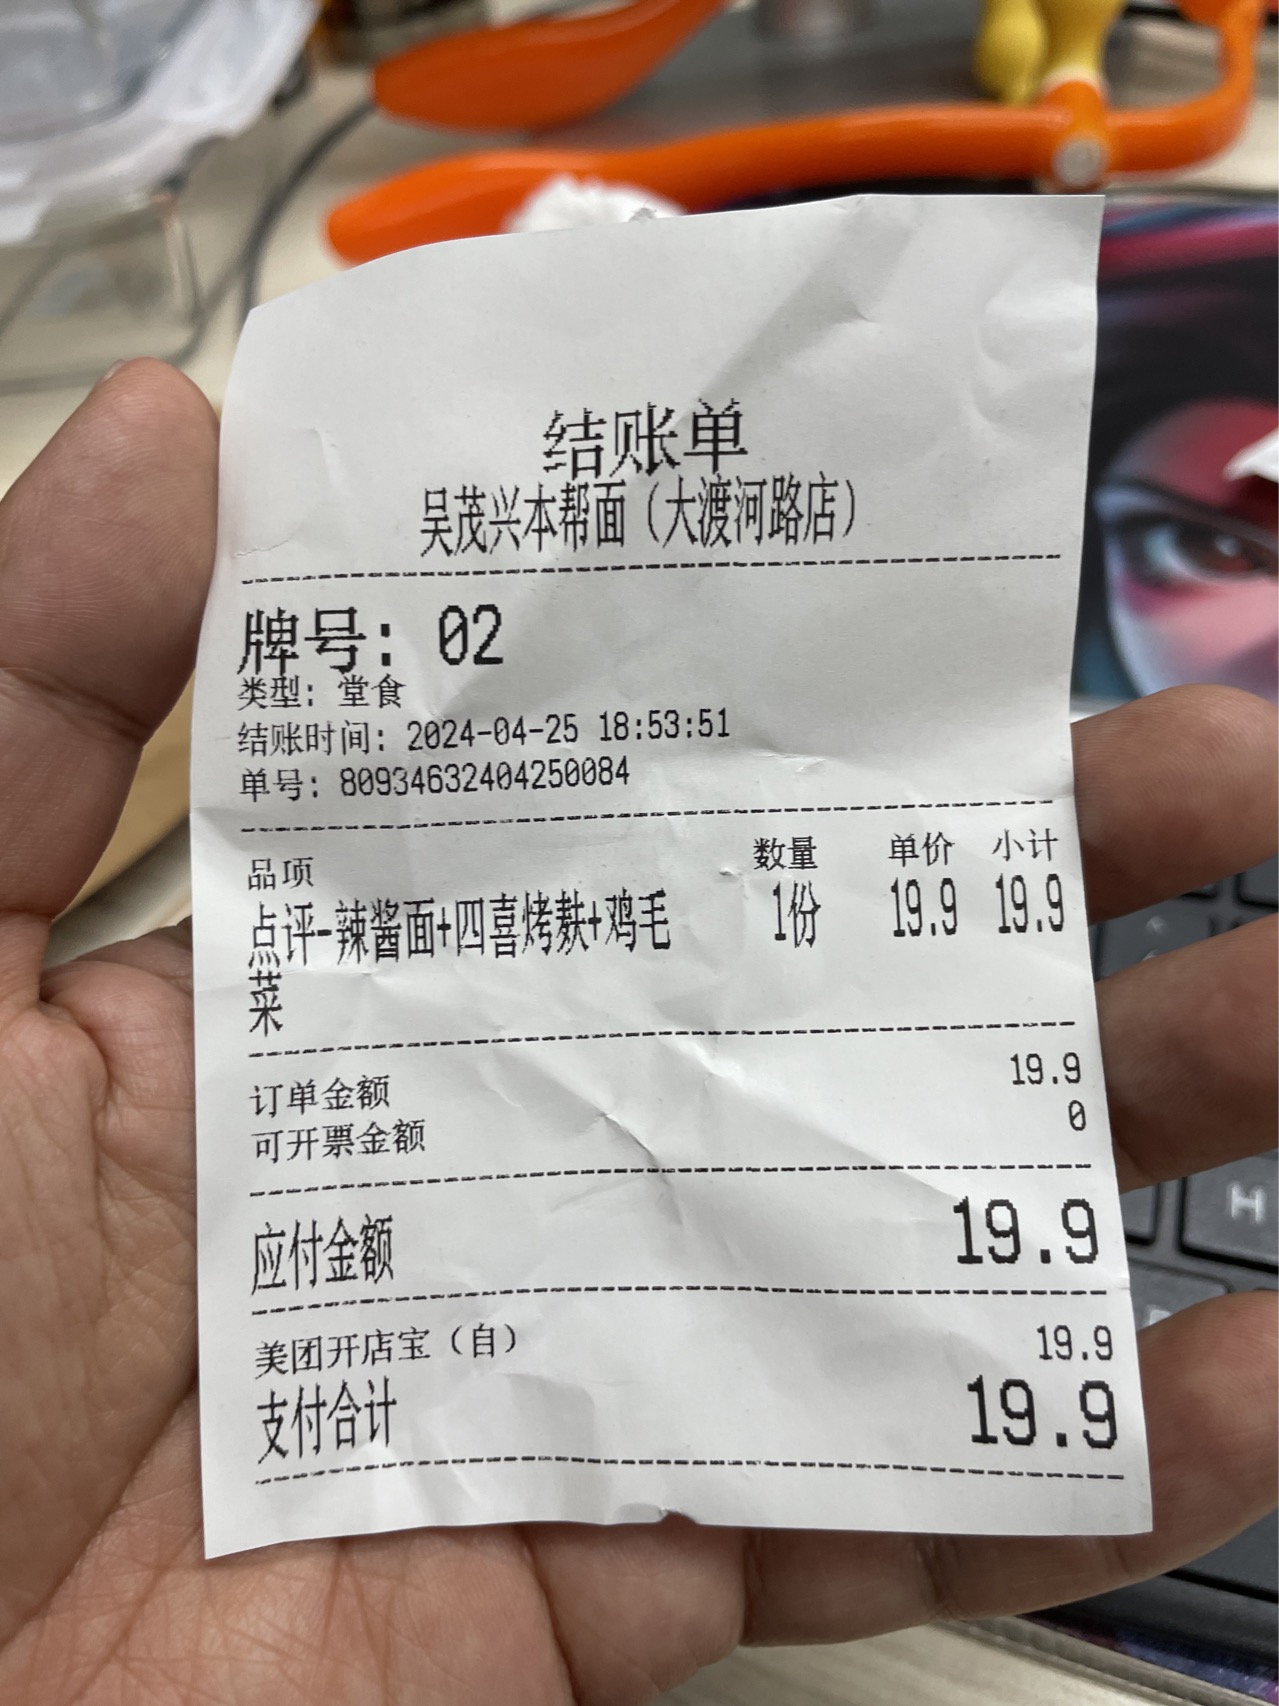 结账单
吴茂兴本帮面（大渡河路店）
牌号: 02
类型: 堂食
结账时间: 2024-04-25 18:53:51
单号: 80934632404250084
品项 数量 单价 小计
点评-辣酱面+四喜烤麸+鸡毛 1份 19.9 19.9
菜
订单金额 19.9
可开票金额 0
应付金额 19.9
美团开店宝（自） 19.9
支付合计 19.9
H